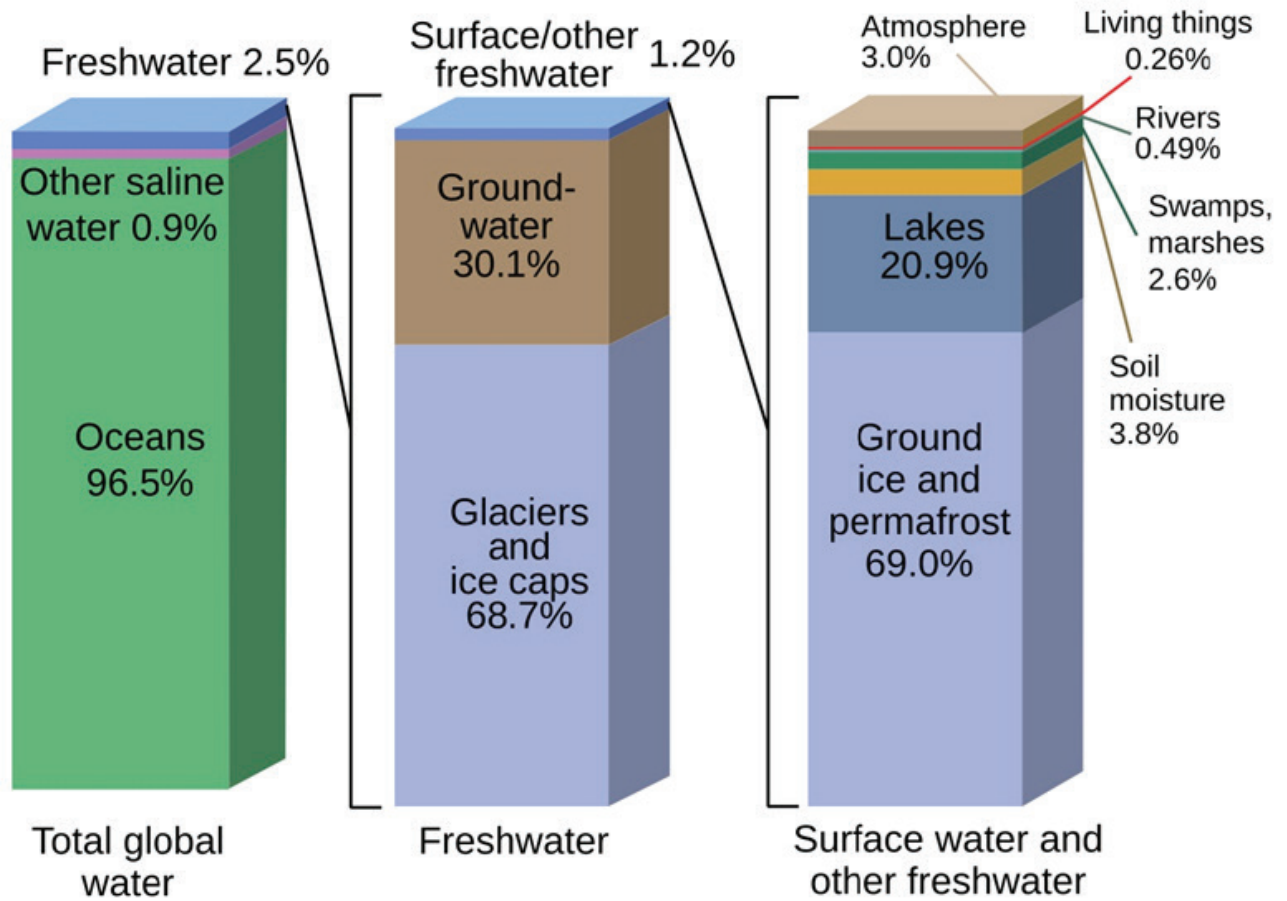 Freshwater 2.5%
Other saline
water 0.9%
Oceans
96.5%
Total global
water
Surface/other
freshwater
1.2%
Ground-
water
30.1%
Glaciers
and
ice caps
68.7%
Freshwater
Atmosphere
3.0%
Living things
0.26%
Rivers
0.49%
Swamps,
marshes
2.6%
Soil
moisture
3.8%
Lakes
20.9%
Ground
ice and
permafrost
69.0%
Surface water and
other freshwater